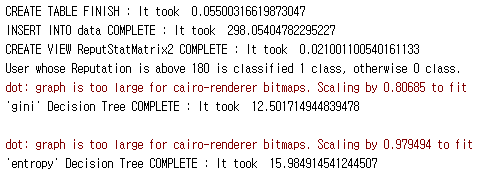 CREATE TABLE FINISH : It took  0.05500316619873047
INSERT INTO data COMPLETE : It took  298.05404782295227
CREATE VIEW ReputStatMatrix2 COMPLETE : It took  0.021001100540161133
User whose Reputation is above 180 is classified 1 class, otherwise 0 class.
dot: graph is too large for cairo-renderer bitmaps. Scaling by 0.80685 to fit
'gini' Decision Tree COMPLETE : It took  12.501714944839478
dot: graph is too large for cairo-renderer bitmaps. Scaling by 0.979494 to fit
'entropy' Decision Tree COMPLETE : It took  15.984914541244507